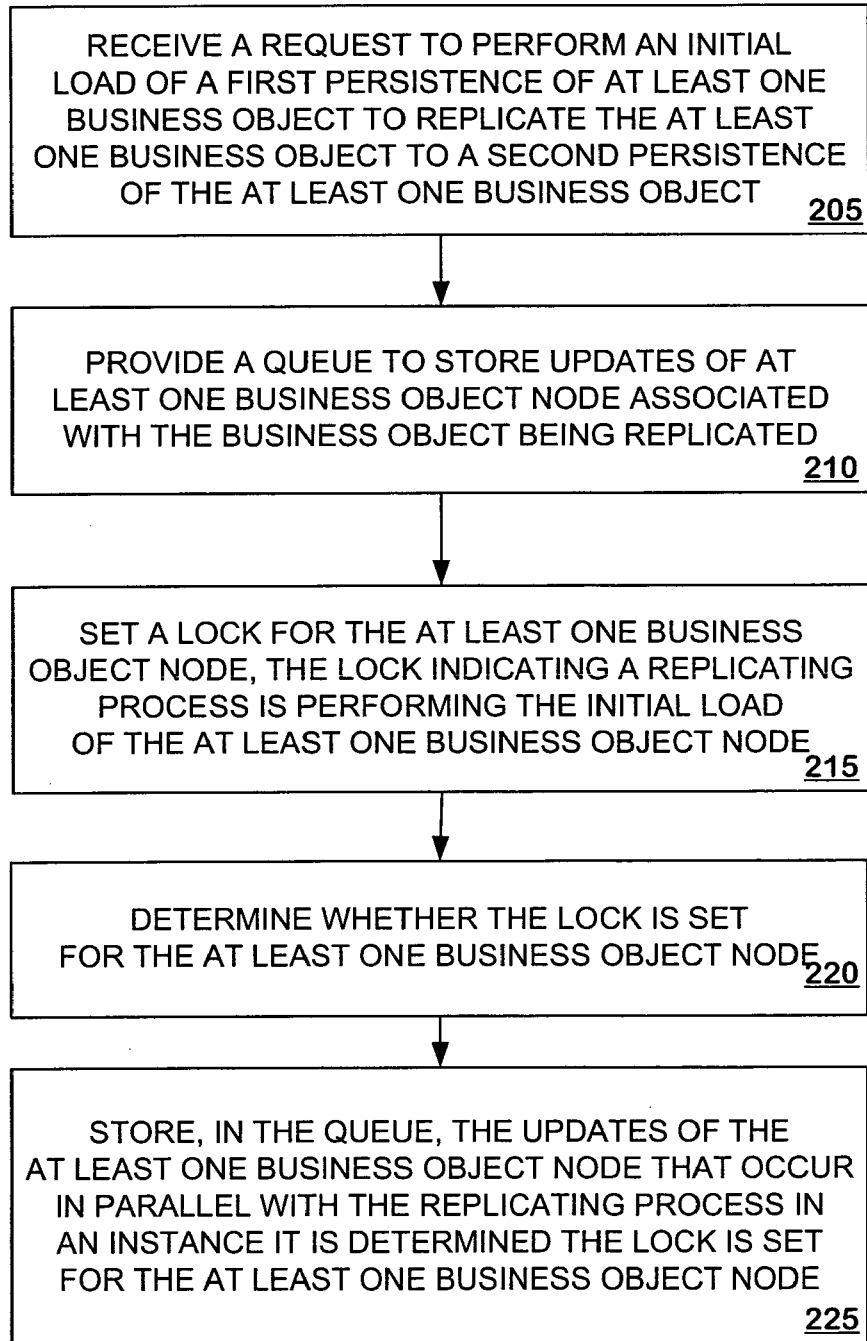 RECEIVE A REQUEST TO PERFORM AN INITIAL
LOAD OF A FIRST PERSISTENCE OF AT LEAST ONE
BUSINESS OBJECT TO REPLICATE THE AT LEAST
ONE BUSINESS OBJECT TO A SECOND PERSISTENCE
OF THE AT LEAST ONE BUSINESS OBJECT.
205
PROVIDE A QUEUE TO STORE UPDATES OF AT
LEAST ONE BUSINESS OBJECT NODE ASSOCIATED
WITH THE BUSINESS OBJECT BEING REPLICATED
210
SET A LOCK FOR THE AT LEAST ONE BUSINESS
OBJECT NODE, THE LOCK INDICATING A REPLICATING
PROCESS IS PERFORMING THE INITIAL LOAD
OF THE AT LEAST ONE BUSINESS OBJECT NODE
215
DETERMINE WHETHER THE LOCK IS SET
FOR THE AT LEAST ONE BUSINESS OBJECT NODE
220
STORE, IN THE QUEUE, THE UPDATES OF THE
AT LEAST ONE BUSINESS OBJECT NODE THAT OCCUR
IN PARALLEL WITH THE REPLICATING PROCESS IN
AN INSTANCE IT IS DETERMINED THE LOCK IS SET
FOR THE AT LEAST ONE BUSINESS OBJECT NODE
225